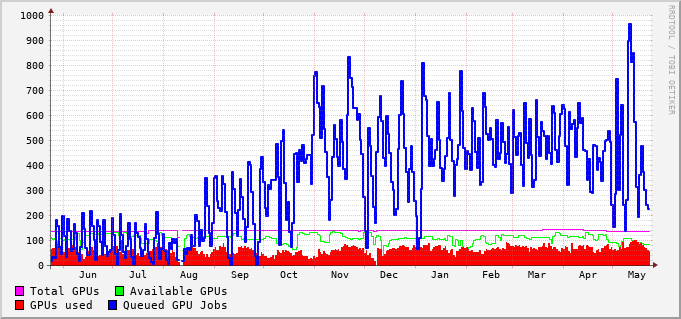 1000
900
800
700
600
500
400
300
200
100
0
Jun Jul Aug Sep Oct Nov Dec Jan Feb Mar Apr May
Total GPUs Available GPUs
GPUs used Queued GPU Jobs
RRDTOOL / TOBI OETIKER